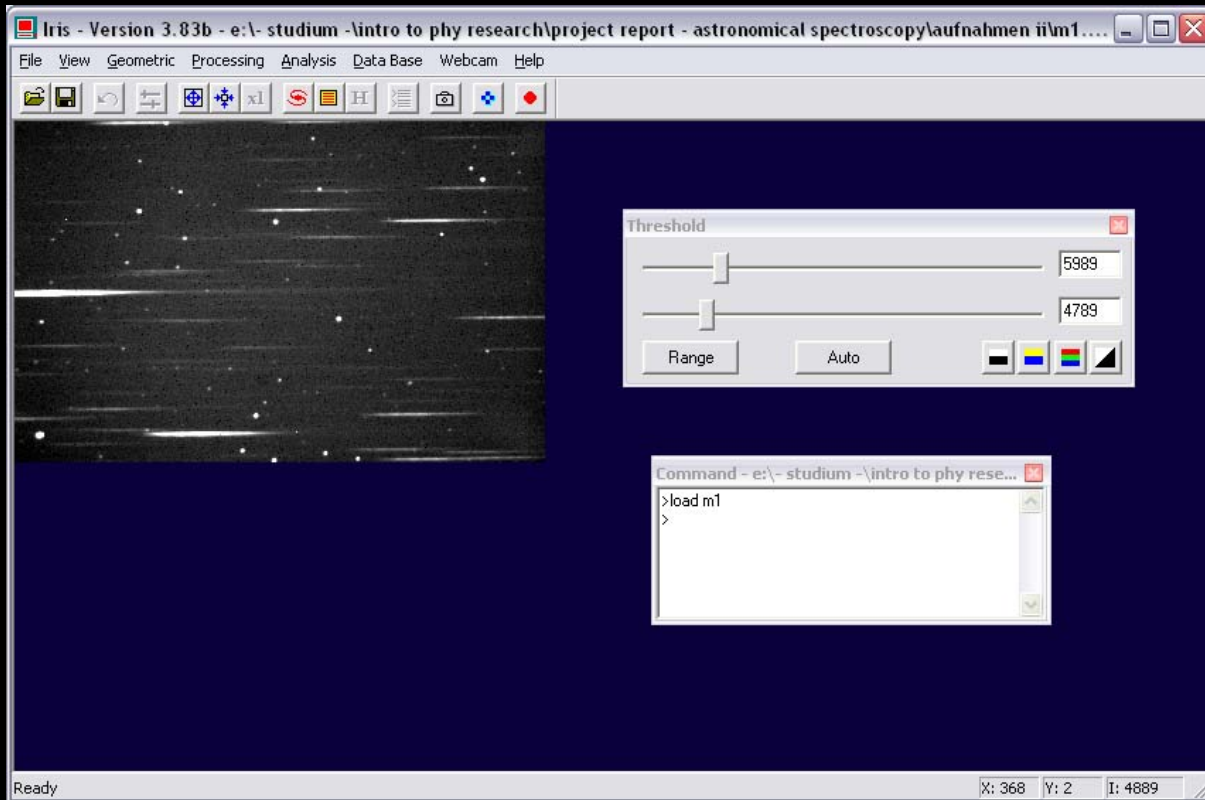 Iris - Version 3.83b - e:\- studium -\intro to phy research\project report - astronomical spectroscopy\aufnahmen ii\m1....
File View Geometric Processing Analysis Data Base Webcam Help
x1 H
Threshold
5989
4789
Range Auto
Command - e:\- studium -\intro to phy rese...
>load m1
>
Ready X: 368 Y: 2 I: 4889